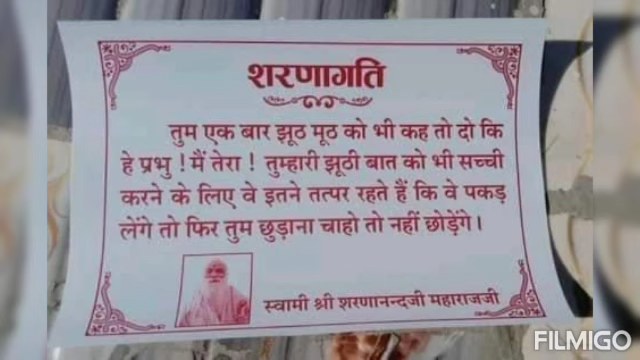 शरणागति
तुम एक बार झूठ मूठ को भी कह तो दो कि
हे प्रभु ! मैं तेरा ! तुम्हारी झूठी बात को भी सच्ची
करने के लिए वे इतने तत्पर रहते हैं कि वे पकड़
लेंगे तो फिर तुम छुड़ाना चाहो तो नहीं छोड़ेंगे ।
स्वामी श्री शरणानन्दजी महाराजजी
FILMIGO